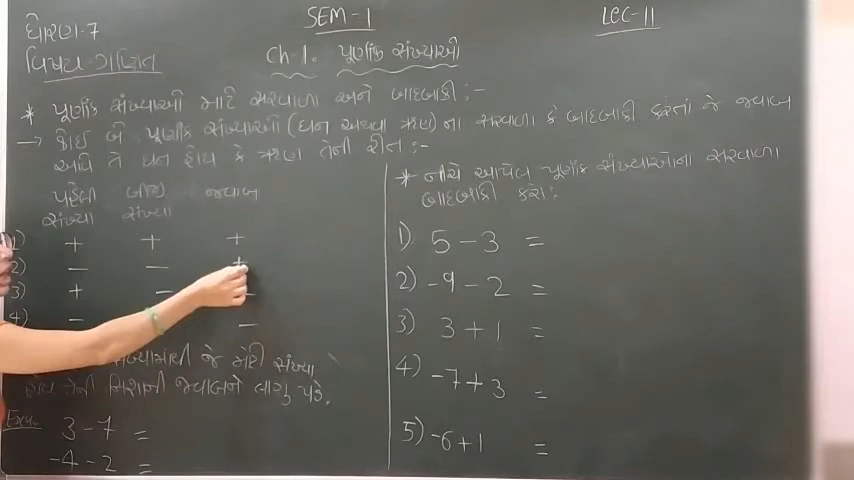 ધોરણ-7
SEM-1
Lec-11
વિષય-ગણિત
Ch-1. પૂર્ણાંક સંખ્યાઓ
* પૂર્ણાંક સંખ્યાઓ માટે સરવાળા અને બાદબાકી :-
→ કોઈ બે પૂર્ણાંક સંખ્યાઓ (ધન અથવા ઋણ) ના સરવાળા કે બાદબાકી કરતાં જે જવાબ
આવે તે ધન હોય કે ઋણ તેની રીત :-
પહેલી બીજી જવાબ
સંખ્યા સંખ્યા
1) + + +
2) - - +
3) + - -
4) - -
જે મોટી સંખ્યા
હોય તેની નિશાની જવાબને લાગુ પડે.
Exa.
3 - 7 =
-4 - 2 =
* નીચે આપેલ પૂર્ણાંક સંખ્યાઓના સરવાળા
બાદબાકી કરો :
1) 5 - 3 =
2) -9 - 2 =
3) 3 + 1 =
4) -7 + 3 =
5) -6 + 1 =